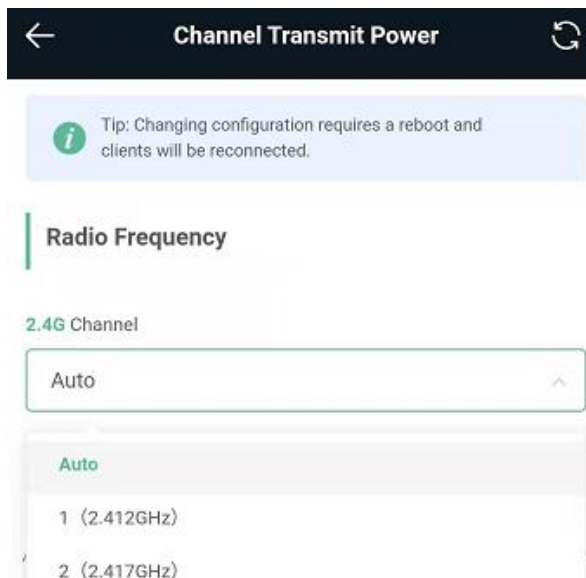 Channel Transmit Power
Tip: Changing configuration requires a reboot and
clients will be reconnected.
Radio Frequency
2.4G Channel
Auto
Auto
1（2.412GHz）
2（2.417GHz）